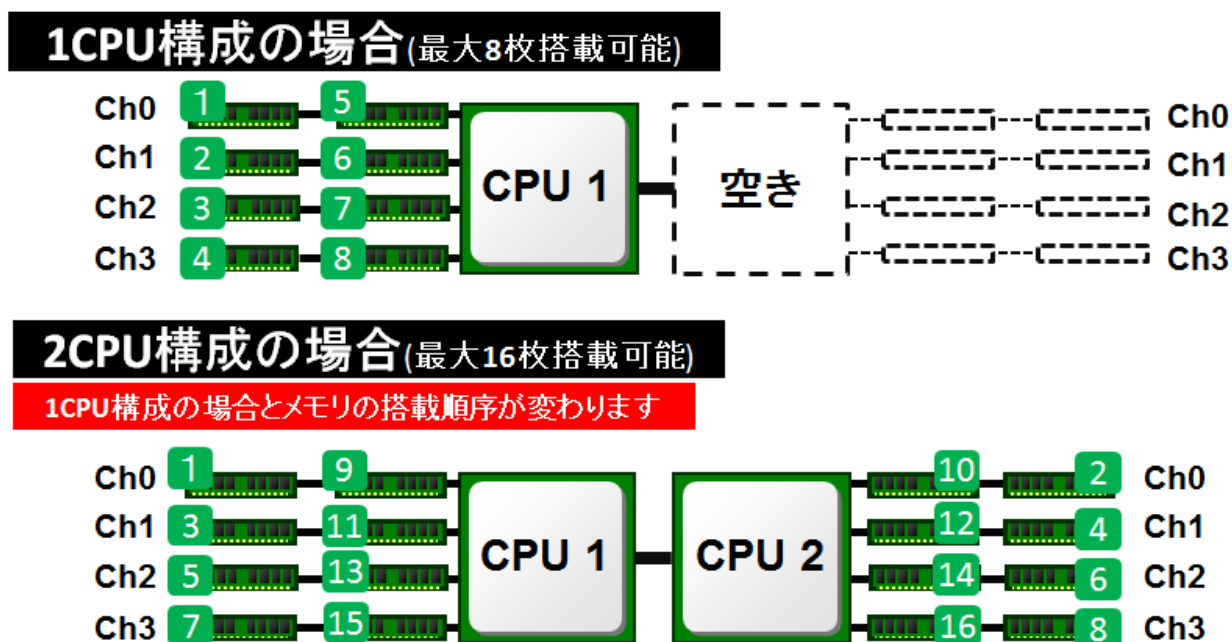 1CPU構成の場合(最大8枚搭載可能)
Ch0 1 5 Ch0
Ch1 2 6 Ch1
Ch2 3 7 Ch2
Ch3 4 8 Ch3
CPU 1 空き
2CPU構成の場合(最大16枚搭載可能)
1CPU構成の場合とメモリの搭載順序が変わります
Ch0 1 9 10 2 Ch0
Ch1 3 11 12 4 Ch1
Ch2 5 13 14 6 Ch2
Ch3 7 15 16 8 Ch3
CPU 1 CPU 2